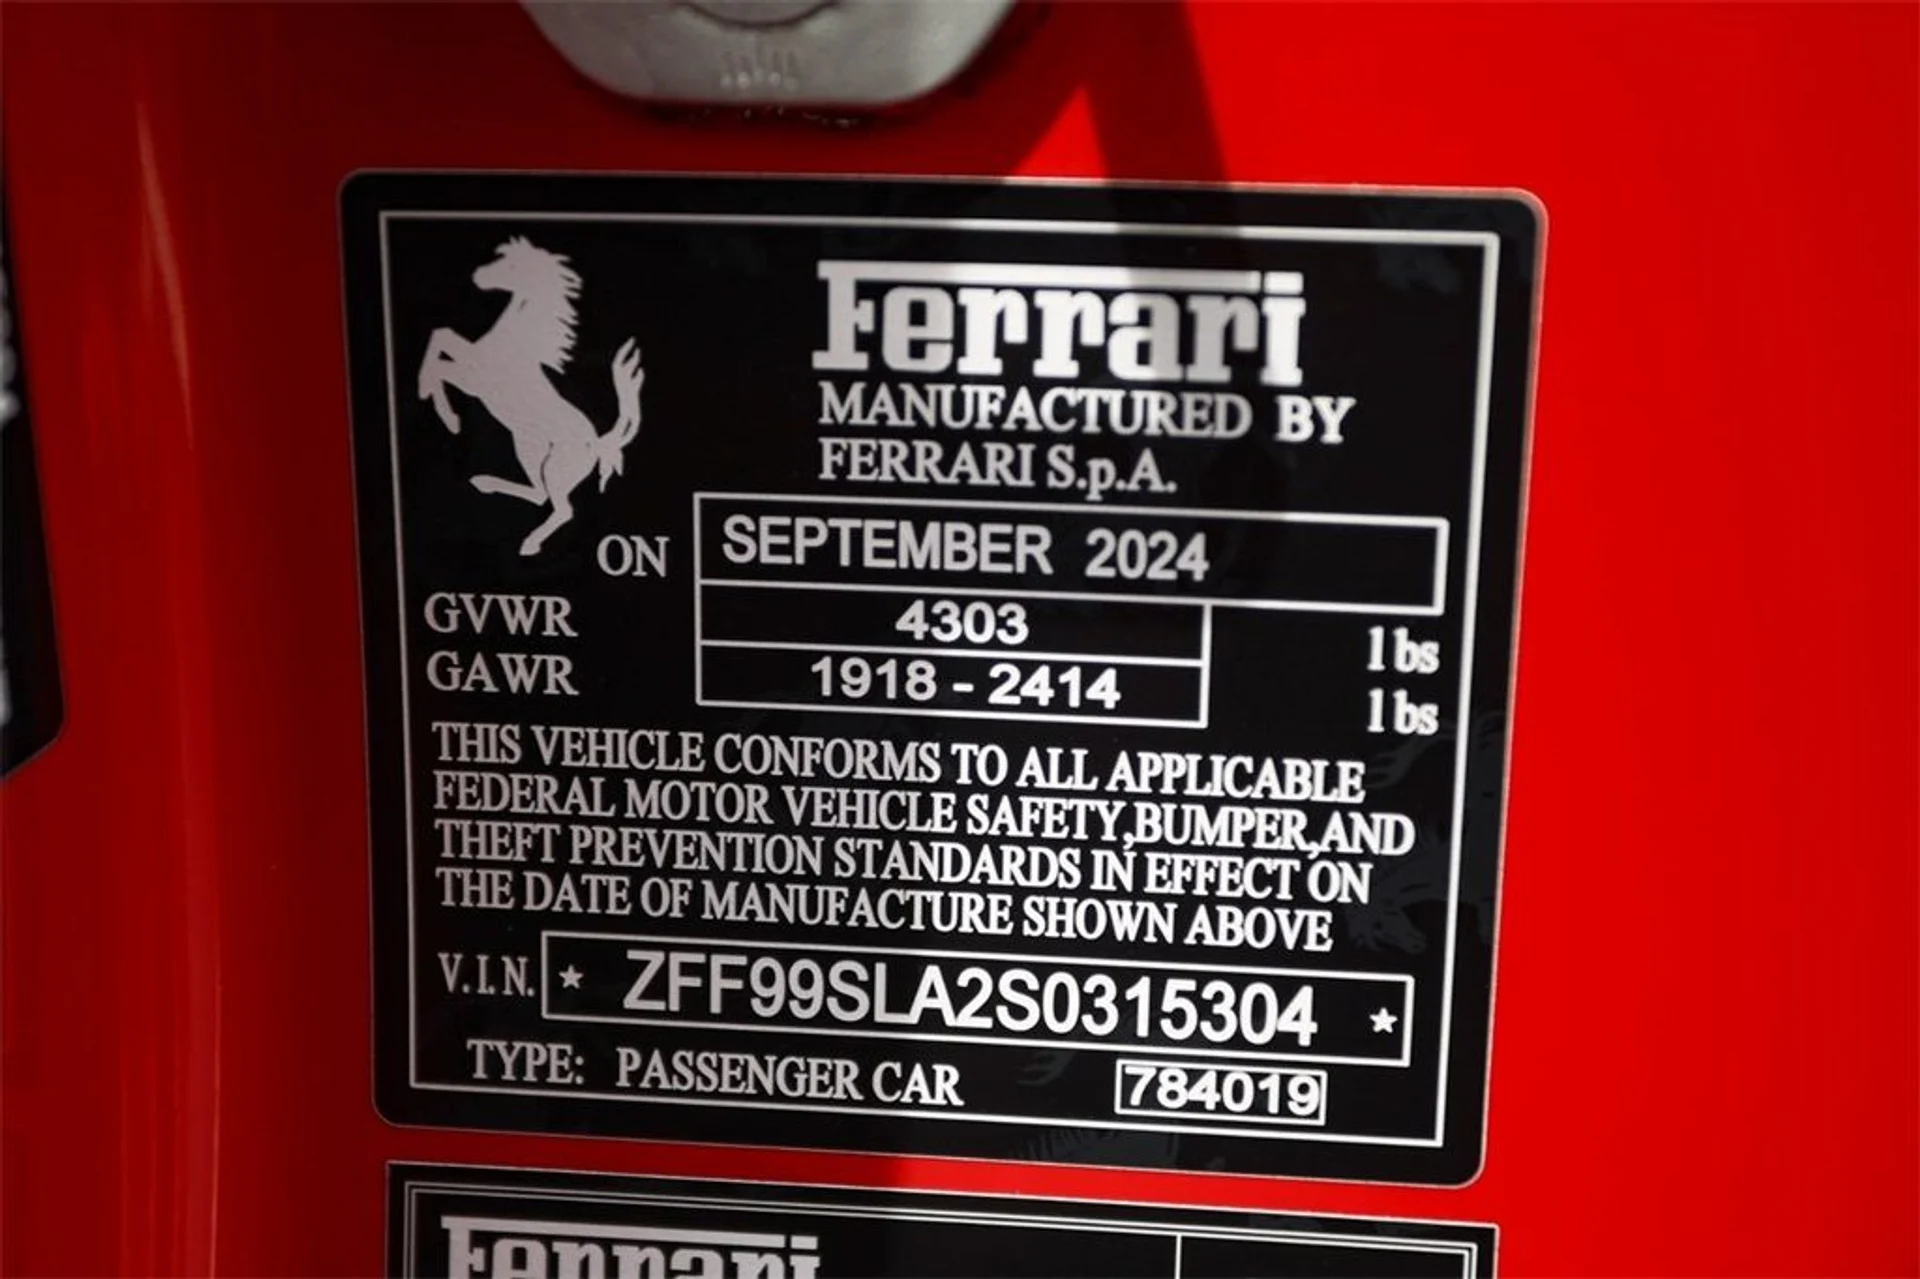 Ferrari
MANUFACTURED BY
FERRARI S.p.A.
ON SEPTEMBER 2024
GVWR 4303 lbs
GAWR 1918 - 2414 lbs
THIS VEHICLE CONFORMS TO ALL APPLICABLE
FEDERAL MOTOR VEHICLE SAFETY,BUMPER,AND
THEFT PREVENTION STANDARDS IN EFFECT ON
THE DATE OF MANUFACTURE SHOWN ABOVE
V.I.N. ★ ZFF99SLA2S0315304 ★
TYPE: PASSENGER CAR 784019
Ferrari